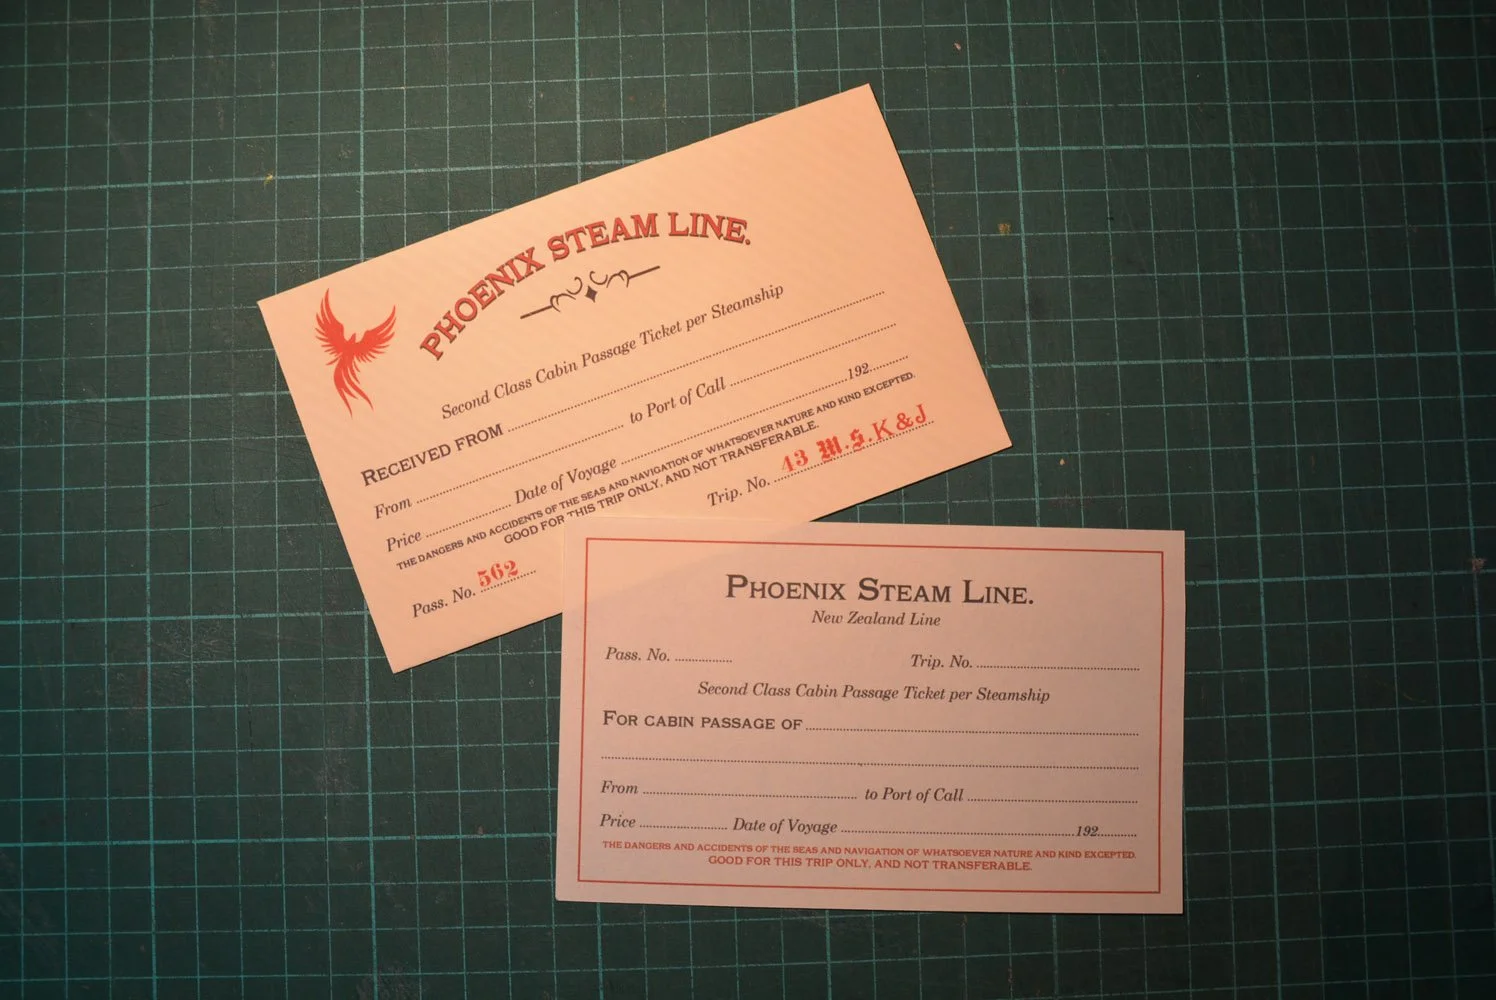 PHOENIX STEAM LINE.
Second Class Cabin Passage Ticket per Steamship
RECEIVED FROM
From to Port of Call
Price Date of Voyage 192
THE DANGERS AND ACCIDENTS OF THE SEAS AND NAVIGATION OF WHATSOEVER NATURE AND KIND EXCEPTED.
GOOD FOR THIS TRIP ONLY, AND NOT TRANSFERABLE.
Pass. No. 562 Trip. No. 43 M.S.K&J
PHOENIX STEAM LINE.
New Zealand Line
Pass. No. Trip. No.
Second Class Cabin Passage Ticket per Steamship
FOR CABIN PASSAGE OF
From to Port of Call
Price Date of Voyage 192
THE DANGERS AND ACCIDENTS OF THE SEAS AND NAVIGATION OF WHATSOEVER NATURE AND KIND EXCEPTED.
GOOD FOR THIS TRIP ONLY, AND NOT TRANSFERABLE.